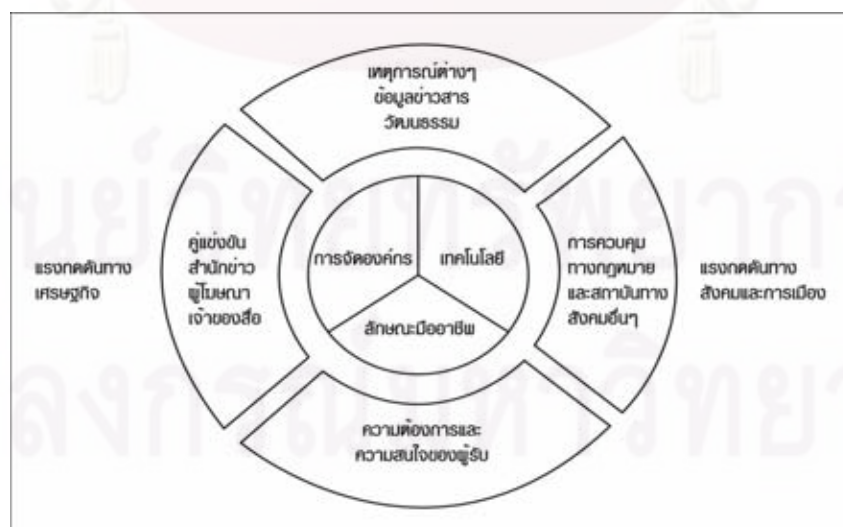 เหตุการณ์ต่างๆ
ข้อมูลข่าวสาร
วัฒนธรรม
แรงกดดันทาง
เศรษฐกิจ
คู่แข่งขัน
สำนักข่าว
ผู้โฆษณา
เจ้าของสื่อ
การจัดองค์กร
เทคโนโลยี
ลักษณะมืออาชีพ
การควบคุม
ทางกฎหมาย
และสถาบันทาง
สังคมอื่นๆ
แรงกดดันทาง
สังคมและการเมือง
ความต้องการและ
ความสนใจของผู้รับ